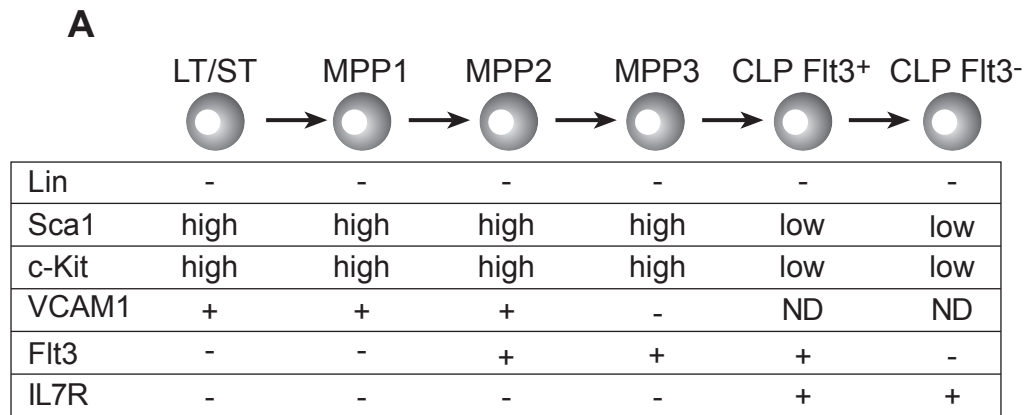 A
LT/ST MPP1 MPP2 MPP3 CLP Flt3+ CLP Flt3-
Lin - - - - - -
Sca1 high high high high low low
c-Kit high high high high low low
VCAM1 + + + - ND ND
Flt3 - - + + + -
IL7R - - - - + +